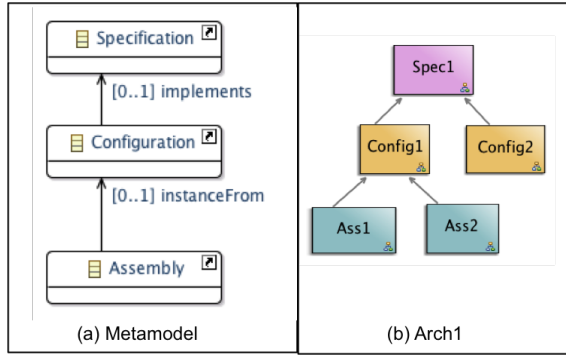 Specification
[0..1] implements
Configuration
[0..1] instanceFrom
Assembly
(a) Metamodel
Spec1
Config1
Config2
Ass1
Ass2
(b) Arch1